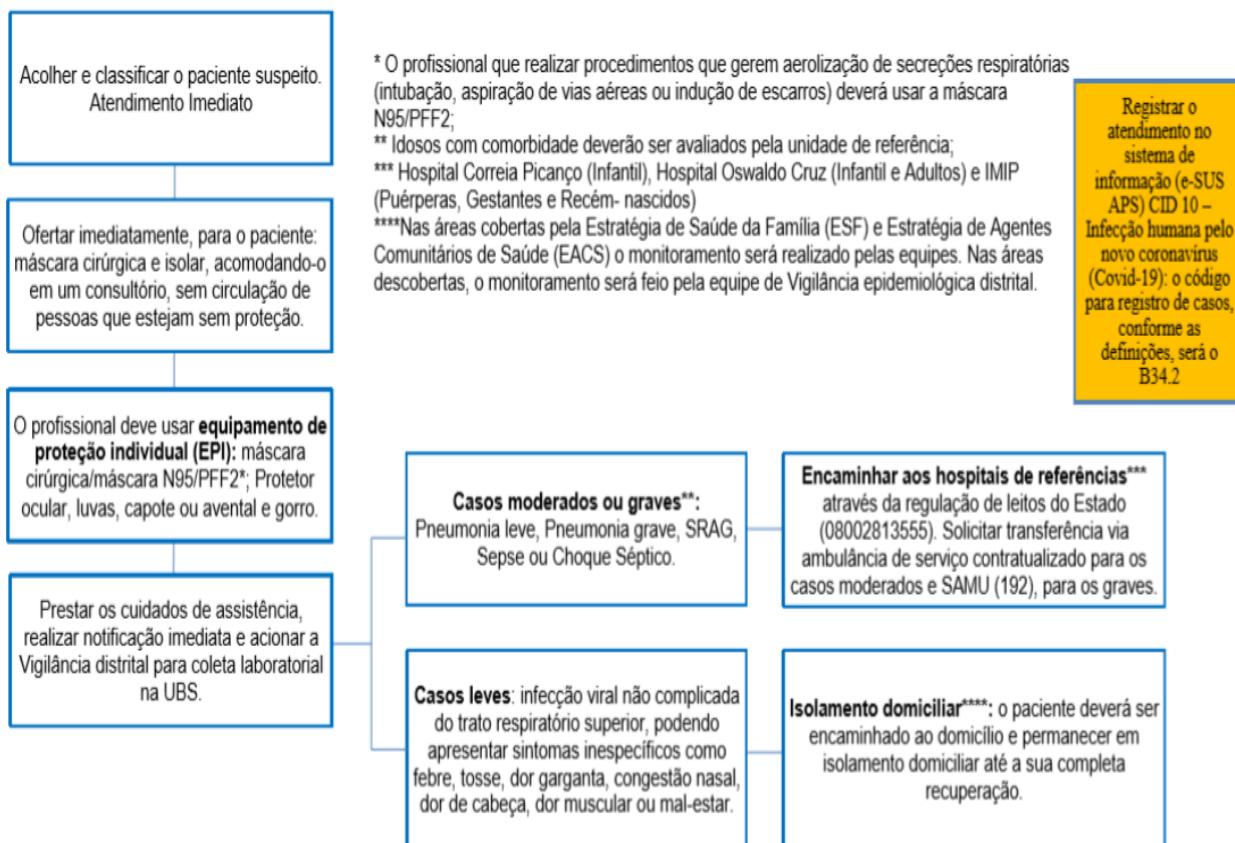 Acolher e classificar o paciente suspeito.
Atendimento Imediato
Ofertar imediatamente, para o paciente:
máscara cirúrgica e isolar, acomodando-o
em um consultório, sem circulação de
pessoas que estejam sem proteção.
O profissional deve usar equipamento de
proteção individual (EPI): máscara
cirúrgica/máscara N95/PFF2*; Protetor
ocular, luvas, capote ou avental e gorro.
Prestar os cuidados de assistência,
realizar notificação imediata e acionar a
Vigilância distrital para coleta laboratorial
na UBS.
* O profissional que realizar procedimentos que gerem aerolização de secreções respiratórias
(intubação, aspiração de vias aéreas ou indução de escarros) deverá usar a máscara
N95/PFF2;
** Idosos com comorbidade deverão ser avaliados pela unidade de referência;
*** Hospital Correia Picanço (Infantil), Hospital Oswaldo Cruz (Infantil e Adultos) e IMIP
(Puérperas, Gestantes e Recém- nascidos)
****Nas áreas cobertas pela Estratégia de Saúde da Família (ESF) e Estratégia de Agentes
Comunitários de Saúde (EACS) o monitoramento será realizado pelas equipes. Nas áreas
descobertas, o monitoramento será feio pela equipe de Vigilância epidemiológica distrital.
Registrar o
atendimento no
sistema de
informação (e-SUS
APS) CID 10 –
Infecção humana pelo
novo coronavírus
(Covid-19): o código
para registro de casos,
conforme as
definições, será o
B34.2
Casos moderados ou graves**:
Pneumonia leve, Pneumonia grave, SRAG,
Sepse ou Choque Séptico.
Encaminhar aos hospitais de referências***
através da regulação de leitos do Estado
(08002813555). Solicitar transferência via
ambulância de serviço contratualizado para os
casos moderados e SAMU (192), para os graves.
Casos leves: infecção viral não complicada
do trato respiratório superior, podendo
apresentar sintomas inespecíficos como
febre, tosse, dor garganta, congestão nasal,
dor de cabeça, dor muscular ou mal-estar.
Isolamento domiciliar****: o paciente deverá ser
encaminhado ao domicílio e permanecer em
isolamento domiciliar até a sua completa
recuperação.